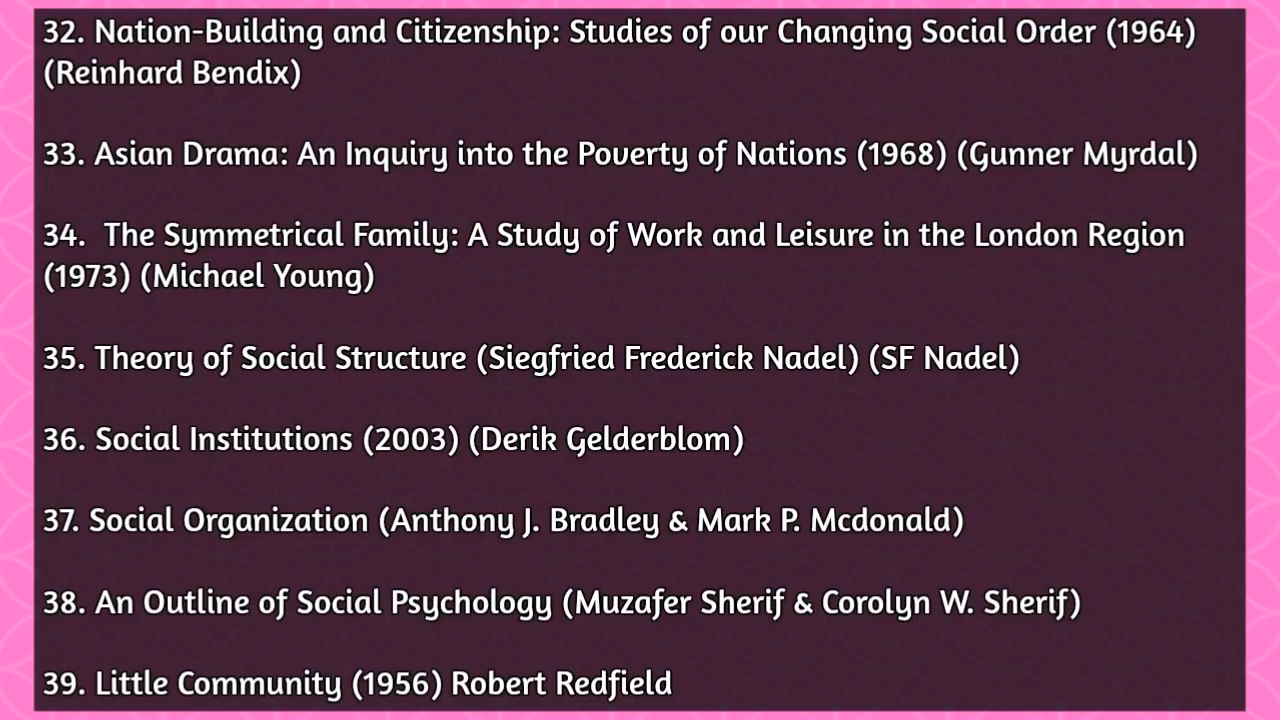 32. Nation-Building and Citizenship: Studies of our Changing Social Order (1964)
(Reinhard Bendix)
33. Asian Drama: An Inquiry into the Poverty of Nations (1968) (Gunner Myrdal)
34.  The Symmetrical Family: A Study of Work and Leisure in the London Region
(1973) (Michael Young)
35. Theory of Social Structure (Siegfried Frederick Nadel) (SF Nadel)
36. Social Institutions (2003) (Derik Gelderblom)
37. Social Organization (Anthony J. Bradley & Mark P. Mcdonald)
38. An Outline of Social Psychology (Muzafer Sherif & Corolyn W. Sherif)
39. Little Community (1956) Robert Redfield